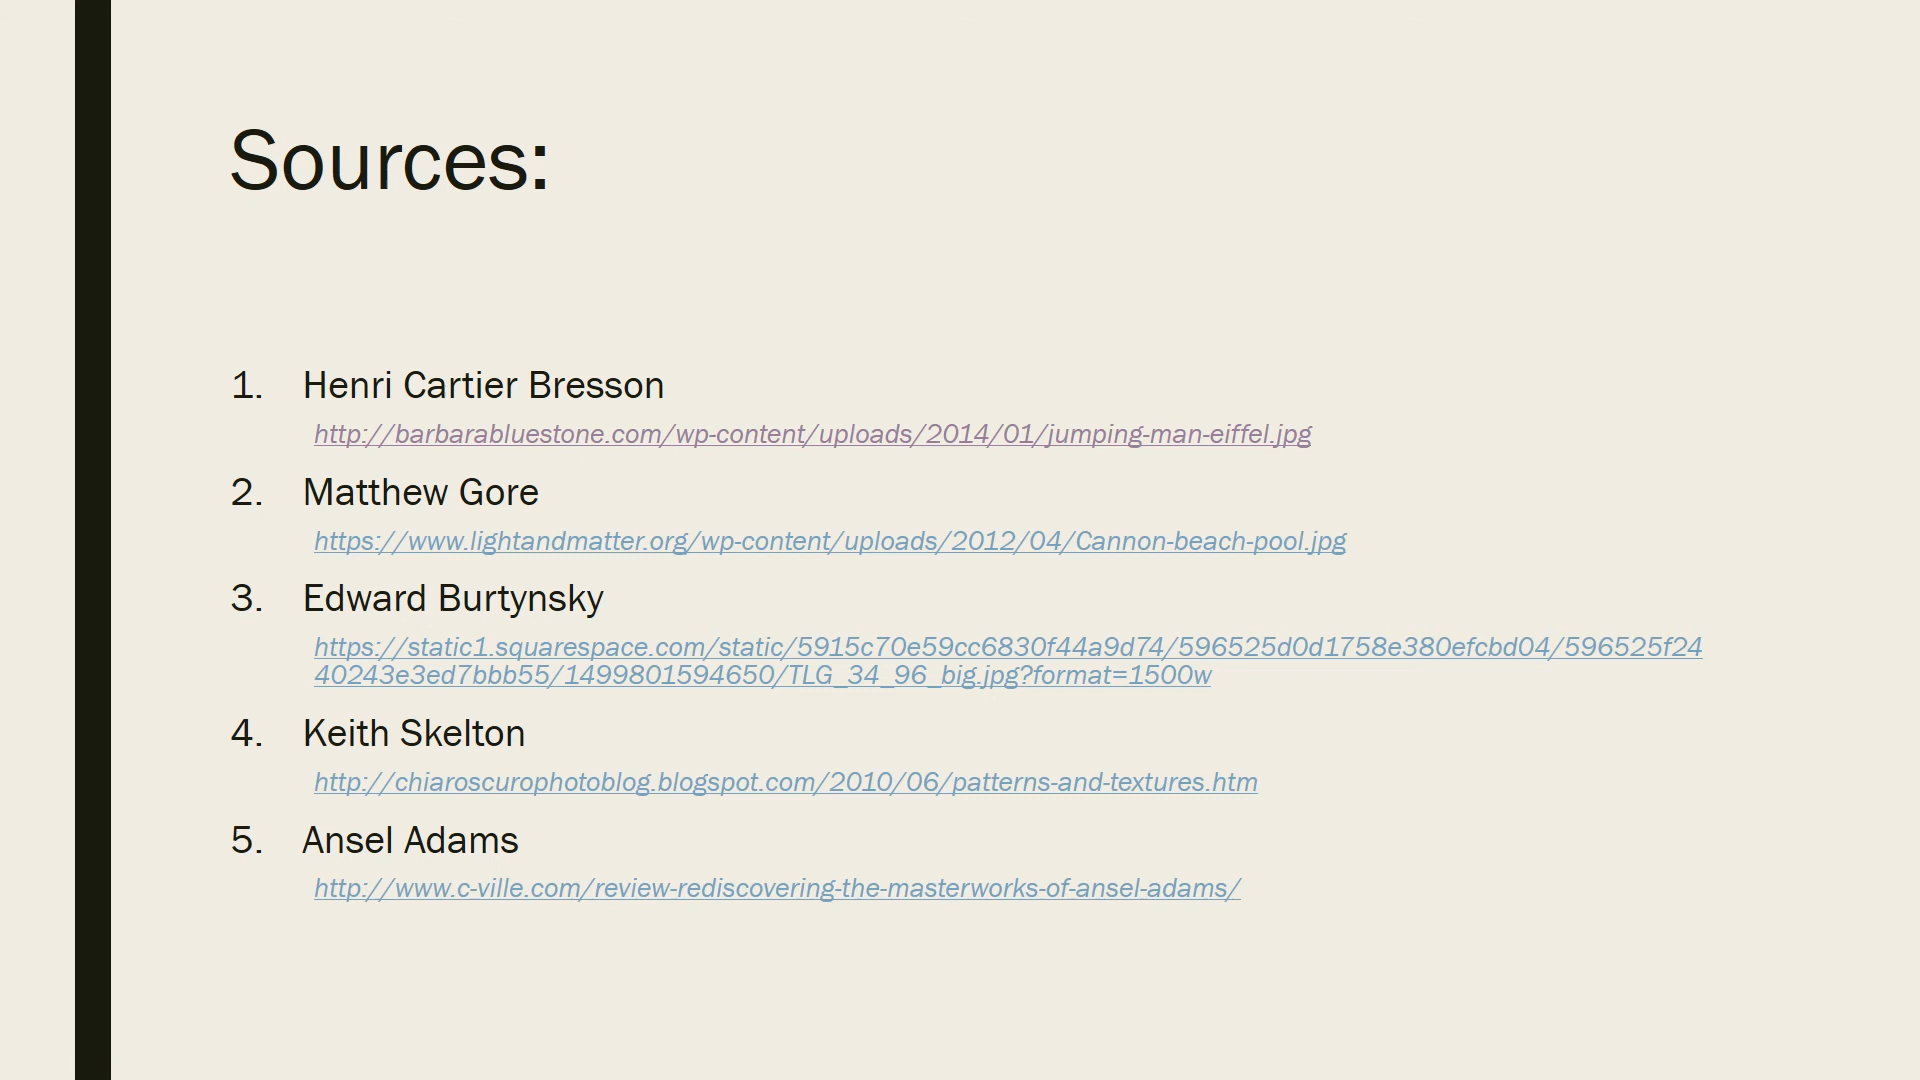 Sources:
1. Henri Cartier Bresson
http://barbarabluestone.com/wp-content/uploads/2014/01/jumping-man-eiffel.jpg
2. Matthew Gore
https://www.lightandmatter.org/wp-content/uploads/2012/04/Cannon-beach-pool.jpg
3. Edward Burtynsky
https://static1.squarespace.com/static/5915c70e59cc6830f44a9d74/596525d0d1758e380efcbd04/596525f24
40243e3ed7bbb55/1499801594650/TLG_34_96_big.jpg?format=1500w
4. Keith Skelton
http://chiaroscurophotoblog.blogspot.com/2010/06/patterns-and-textures.htm
5. Ansel Adams
http://www.c-ville.com/review-rediscovering-the-masterworks-of-ansel-adams/